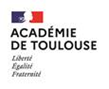 ACADÉMIE
DE TOULOUSE
Liberté
Égalité
Fraternité